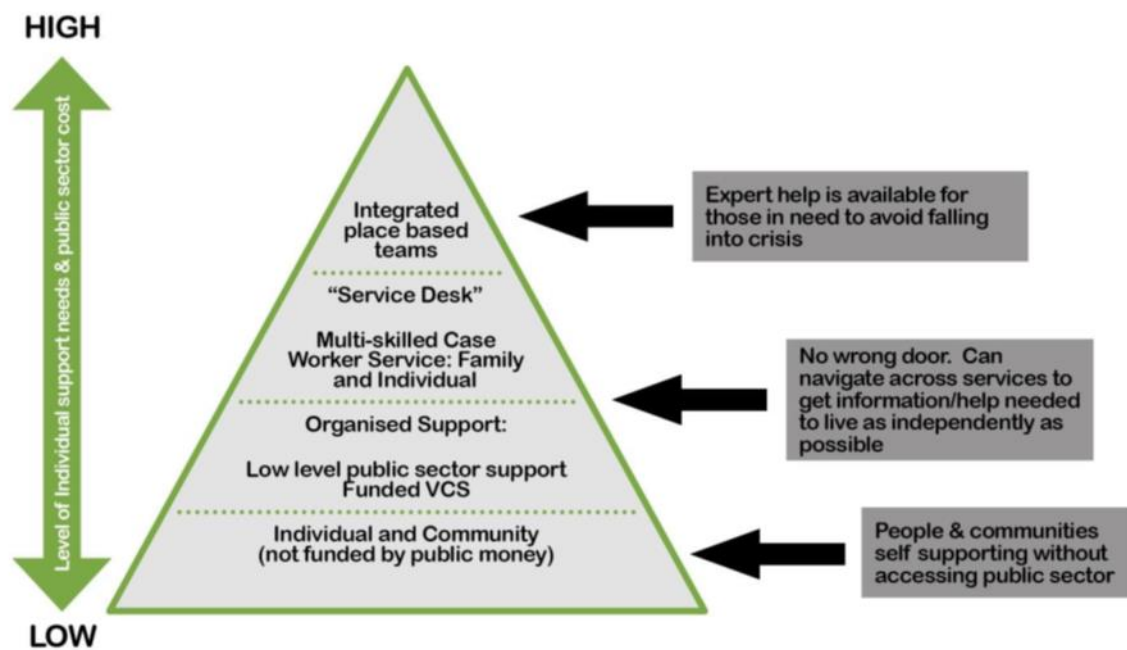 HIGH
Level of Individual support needs & public sector cost
LOW
Integrated
place based
teams
“Service Desk”
Multi-skilled Case
Worker Service: Family
and Individual
Organised Support:
Low level public sector support
Funded VCS
Individual and Community
(not funded by public money)
Expert help is available for
those in need to avoid falling
into crisis
No wrong door.  Can
navigate across services to
get information/help needed
to live as independently as
possible
People & communities
self supporting without
accessing public sector